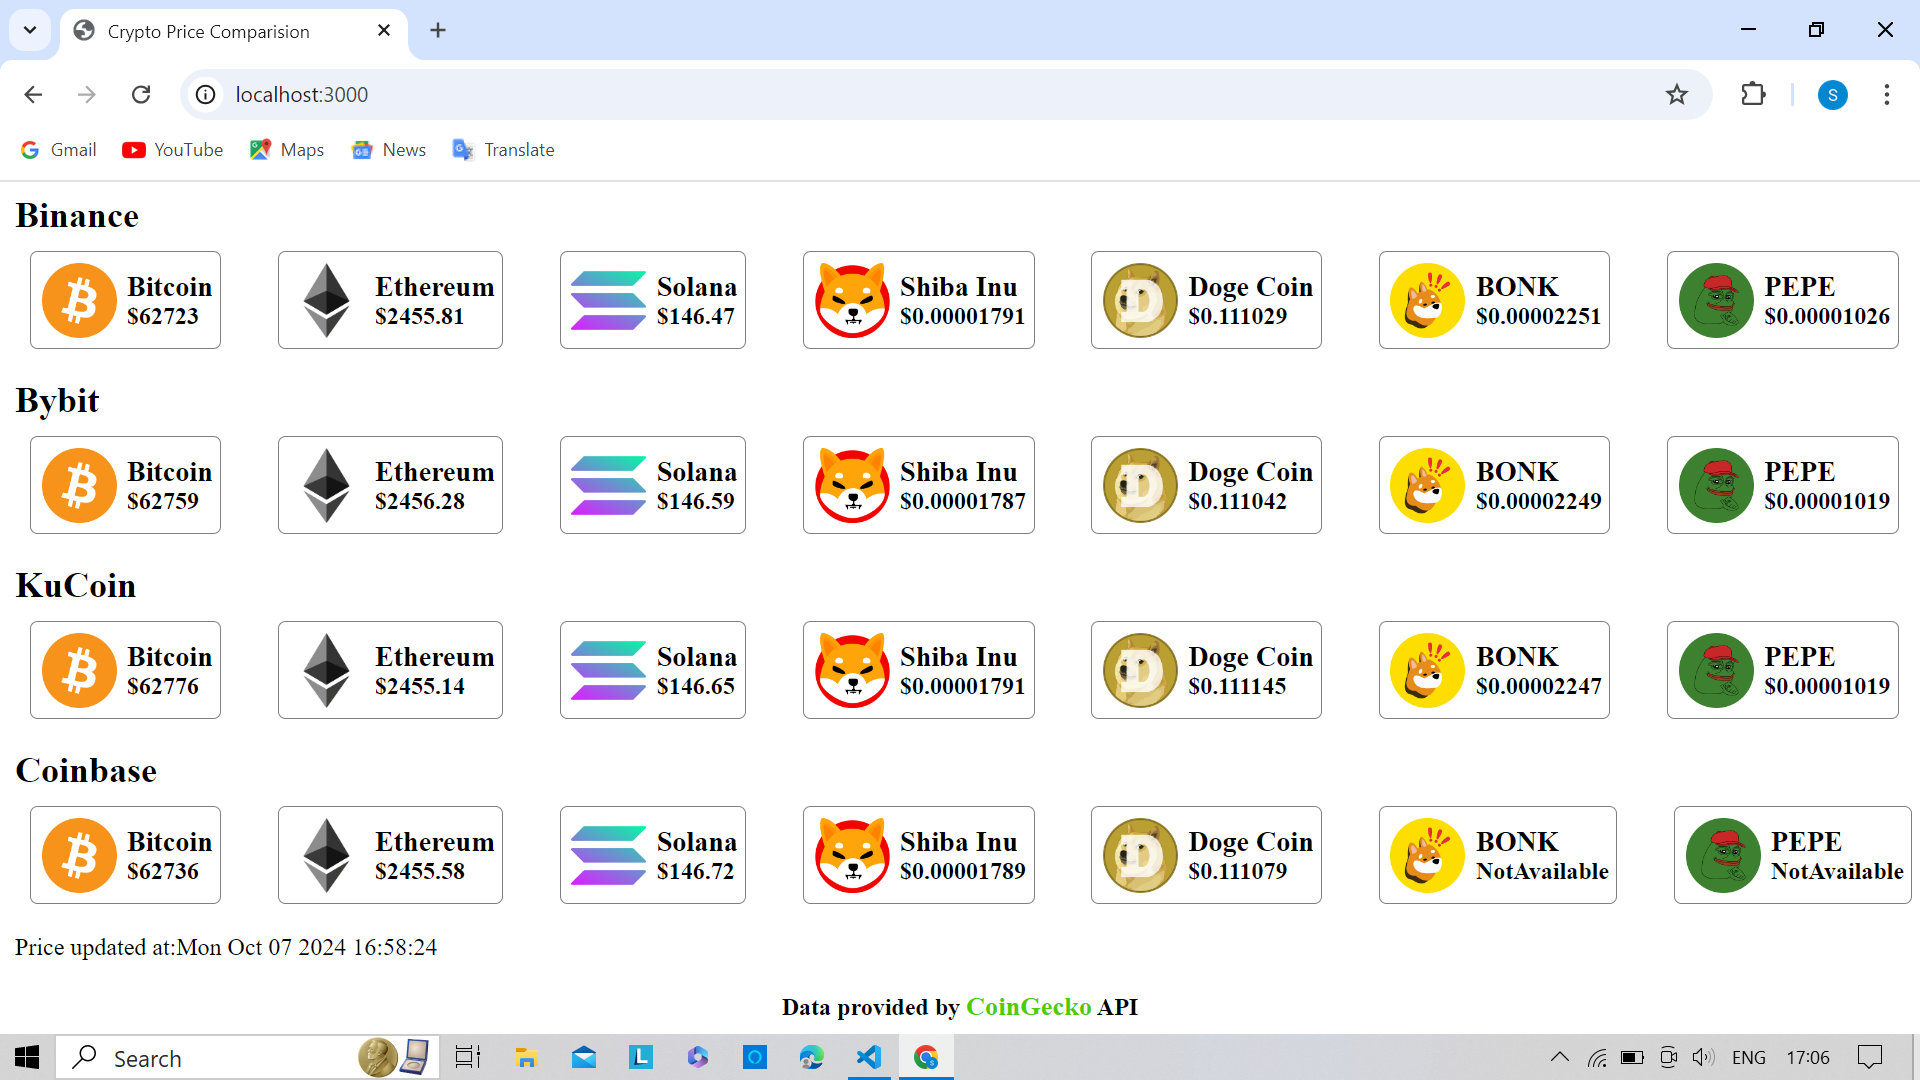 Crypto Price Comparision
localhost:3000
S
Gmail YouTube Maps News Translate
Binance
Bitcoin Ethereum Solana Shiba Inu Doge Coin BONK PEPE
$62723 $2455.81 $146.47 $0.00001791 $0.111029 $0.00002251 $0.00001026
Bybit
Bitcoin Ethereum Solana Shiba Inu Doge Coin BONK PEPE
$62759 $2456.28 $146.59 $0.00001787 $0.111042 $0.00002249 $0.00001019
KuCoin
Bitcoin Ethereum Solana Shiba Inu Doge Coin BONK PEPE
$62776 $2455.14 $146.65 $0.00001791 $0.111145 $0.00002247 $0.00001019
Coinbase
Bitcoin Ethereum Solana Shiba Inu Doge Coin BONK PEPE
$62736 $2455.58 $146.72 $0.00001789 $0.111079 NotAvailable NotAvailable
Price updated at:Mon Oct 07 2024 16:58:24
Data provided by CoinGecko API
Search L ENG 17:06